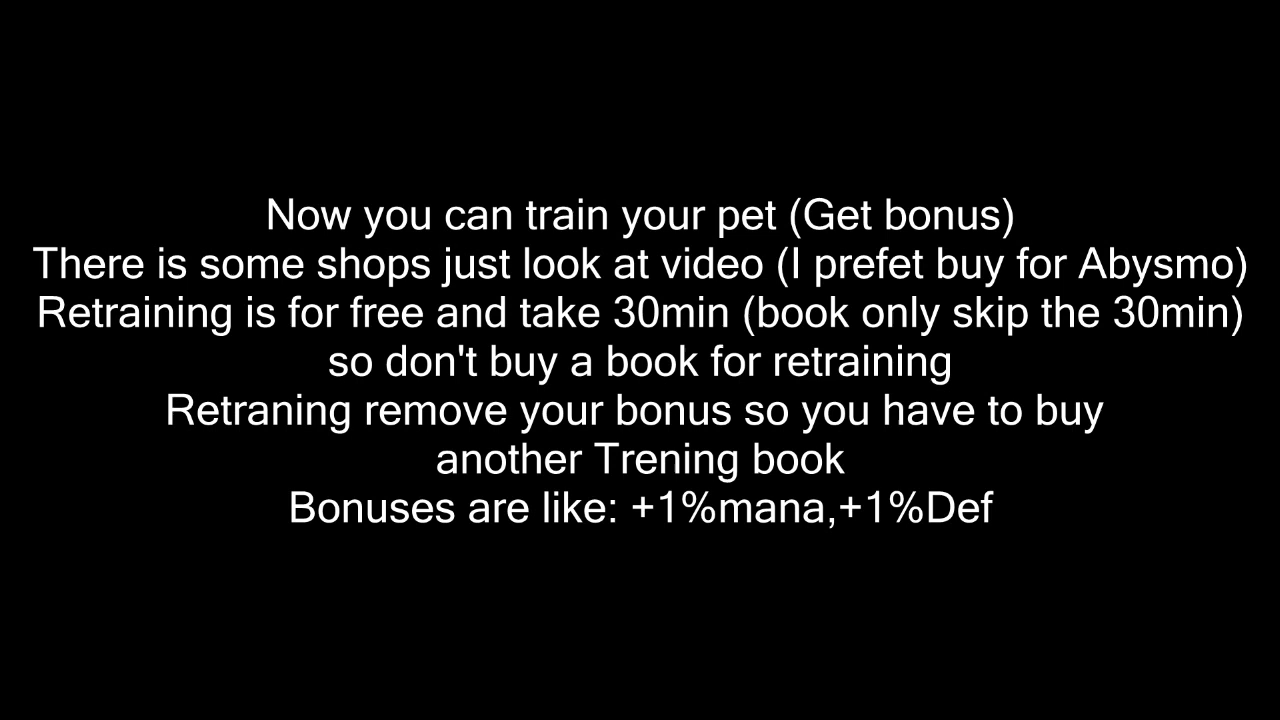 Now you can train your pet (Get bonus)
There is some shops just look at video (I prefet buy for Abysmo)
Retraining is for free and take 30min (book only skip the 30min)
so don't buy a book for retraining
Retraning remove your bonus so you have to buy
another Trening book
Bonuses are like: +1%mana,+1%Def